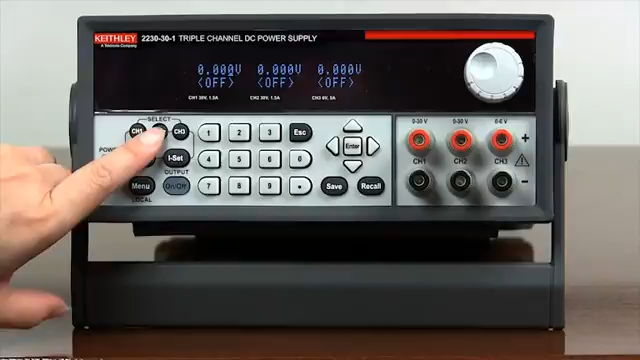 KEITHLEY
A Tektronix Company
2230-30-1 TRIPLE CHANNEL DC POWER SUPPLY
0.000V 0.000V 0.000V
<OFF> <OFF> <OFF>
CH1 30V, 1.5A CH2 30V, 1.5A CH3 6V, 5A
SELECT
CH1 CH3
1 2 3 Esc
POWER
I-Set
4 5 6 0
Enter
OUTPUT
Menu On/Off
7 8 9 •
Save Recall
LOCAL
0-30 V 0-30 V 0-6 V
+
CH1 CH2 CH3
-